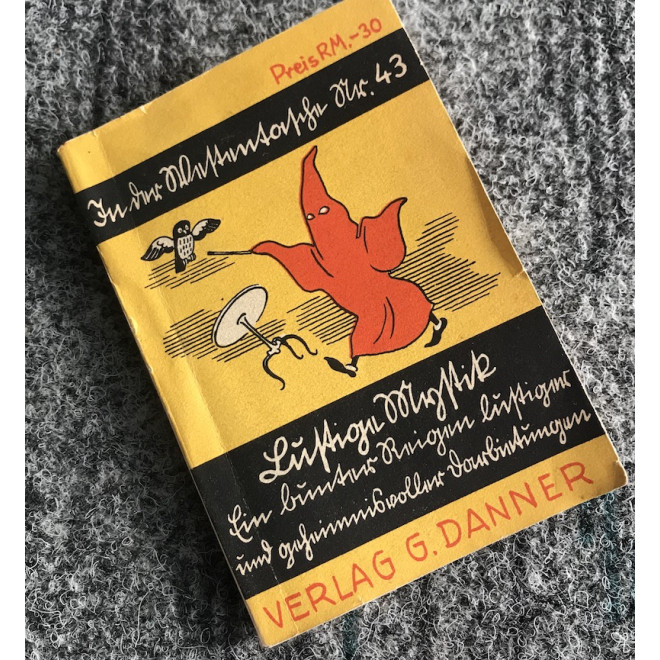 Preis RM.-30
In der Westentasche Nr. 43
Lustige Mystik
Ein bunter Reigen lustiger
und geheimnisvoller Darbietungen
VERLAG G. DANNER